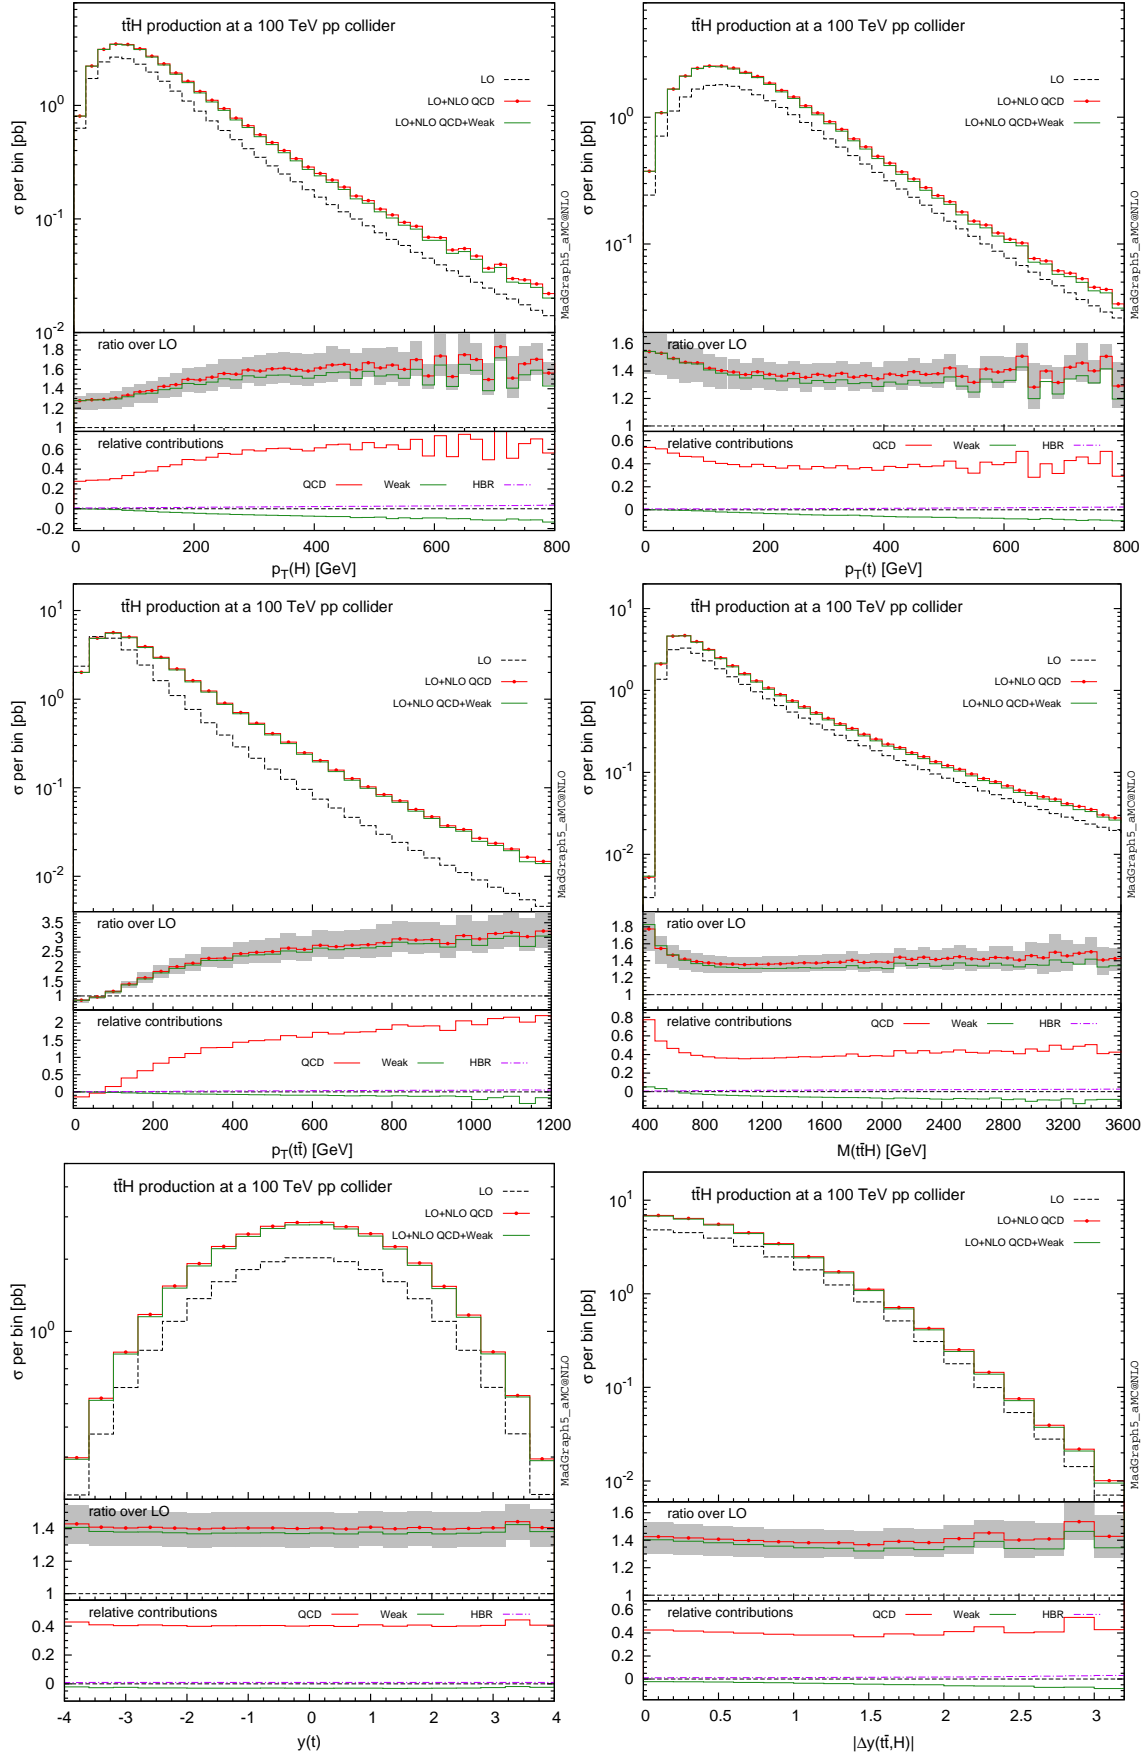 tt̄H production at a 100 TeV pp collider
LO
LO+NLO QCD
LO+NLO QCD+Weak
σ per bin [pb]
10^0
10^-1
10^-2
MadGraph5_aMC@NLO
ratio over LO
1.8
1.6
1.4
1.2
1
relative contributions
QCD Weak HBR
0.6
0.4
0.2
0
-0.2
0 200 400 600 800
p_T(H) [GeV]
tt̄H production at a 100 TeV pp collider
LO
LO+NLO QCD
LO+NLO QCD+Weak
σ per bin [pb]
10^0
10^-1
MadGraph5_aMC@NLO
ratio over LO
1.6
1.4
1.2
1
relative contributions
QCD Weak HBR
0.6
0.4
0.2
0
0 200 400 600 800
p_T(t) [GeV]
tt̄H production at a 100 TeV pp collider
LO
LO+NLO QCD
LO+NLO QCD+Weak
σ per bin [pb]
10^1
10^0
10^-1
10^-2
MadGraph5_aMC@NLO
ratio over LO
3.5
3
2.5
2
1.5
1
relative contributions
QCD Weak HBR
2
1.5
1
0.5
0
0 200 400 600 800 1000 1200
p_T(tt̄) [GeV]
tt̄H production at a 100 TeV pp collider
LO
LO+NLO QCD
LO+NLO QCD+Weak
σ per bin [pb]
10^1
10^0
10^-1
10^-2
MadGraph5_aMC@NLO
ratio over LO
1.8
1.6
1.4
1.2
1
relative contributions
QCD Weak HBR
0.8
0.6
0.4
0.2
0
400 800 1200 1600 2000 2400 2800 3200 3600
M(tt̄H) [GeV]
tt̄H production at a 100 TeV pp collider
LO
LO+NLO QCD
LO+NLO QCD+Weak
σ per bin [pb]
10^0
MadGraph5_aMC@NLO
ratio over LO
1.4
1.2
1
relative contributions
QCD Weak HBR
0.4
0.2
0
-4 -3 -2 -1 0 1 2 3 4
y(t)
tt̄H production at a 100 TeV pp collider
LO
LO+NLO QCD
LO+NLO QCD+Weak
σ per bin [pb]
10^1
10^0
10^-1
10^-2
MadGraph5_aMC@NLO
ratio over LO
1.6
1.4
1.2
1
relative contributions
QCD Weak HBR
0.6
0.4
0.2
0
0 0.5 1 1.5 2 2.5 3
|Δy(tt̄,H)|